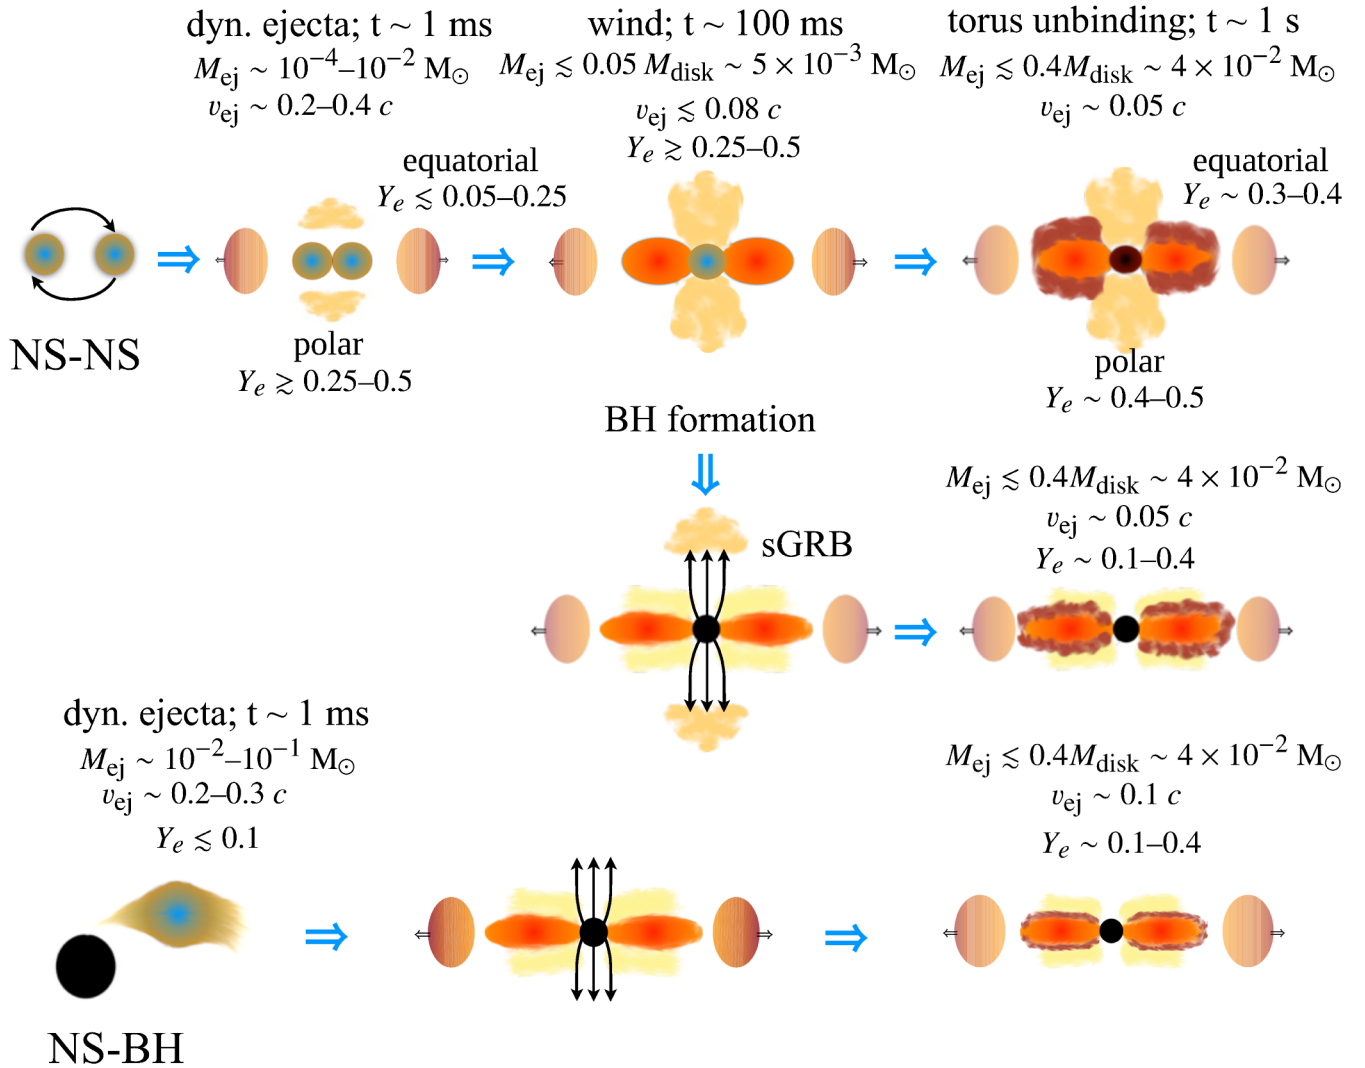 dyn. ejecta; t ~ 1 ms
M_ej ~ 10⁻⁴–10⁻² M☉
v_ej ~ 0.2–0.4 c
wind; t ~ 100 ms
M_ej ≲ 0.05 M_disk ~ 5 × 10⁻³ M☉
v_ej ≲ 0.08 c
Y_e ≳ 0.25–0.5
torus unbinding; t ~ 1 s
M_ej ≲ 0.4M_disk ~ 4 × 10⁻² M☉
v_ej ~ 0.05 c
equatorial
Y_e ≲ 0.05–0.25
equatorial
Y_e ~ 0.3–0.4
NS-NS
polar
Y_e ≳ 0.25–0.5
polar
Y_e ~ 0.4–0.5
BH formation
sGRB
M_ej ≲ 0.4M_disk ~ 4 × 10⁻² M☉
v_ej ~ 0.05 c
Y_e ~ 0.1–0.4
dyn. ejecta; t ~ 1 ms
M_ej ~ 10⁻²–10⁻¹ M☉
v_ej ~ 0.2–0.3 c
Y_e ≲ 0.1
M_ej ≲ 0.4M_disk ~ 4 × 10⁻² M☉
v_ej ~ 0.1 c
Y_e ~ 0.1–0.4
NS-BH